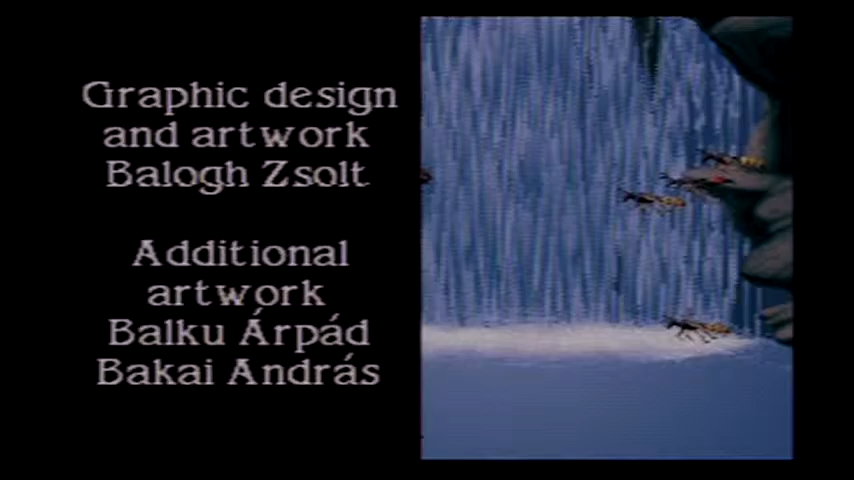 Graphic design
and artwork
Balogh Zsolt
Additional
artwork
Balku Árpád
Bakai András